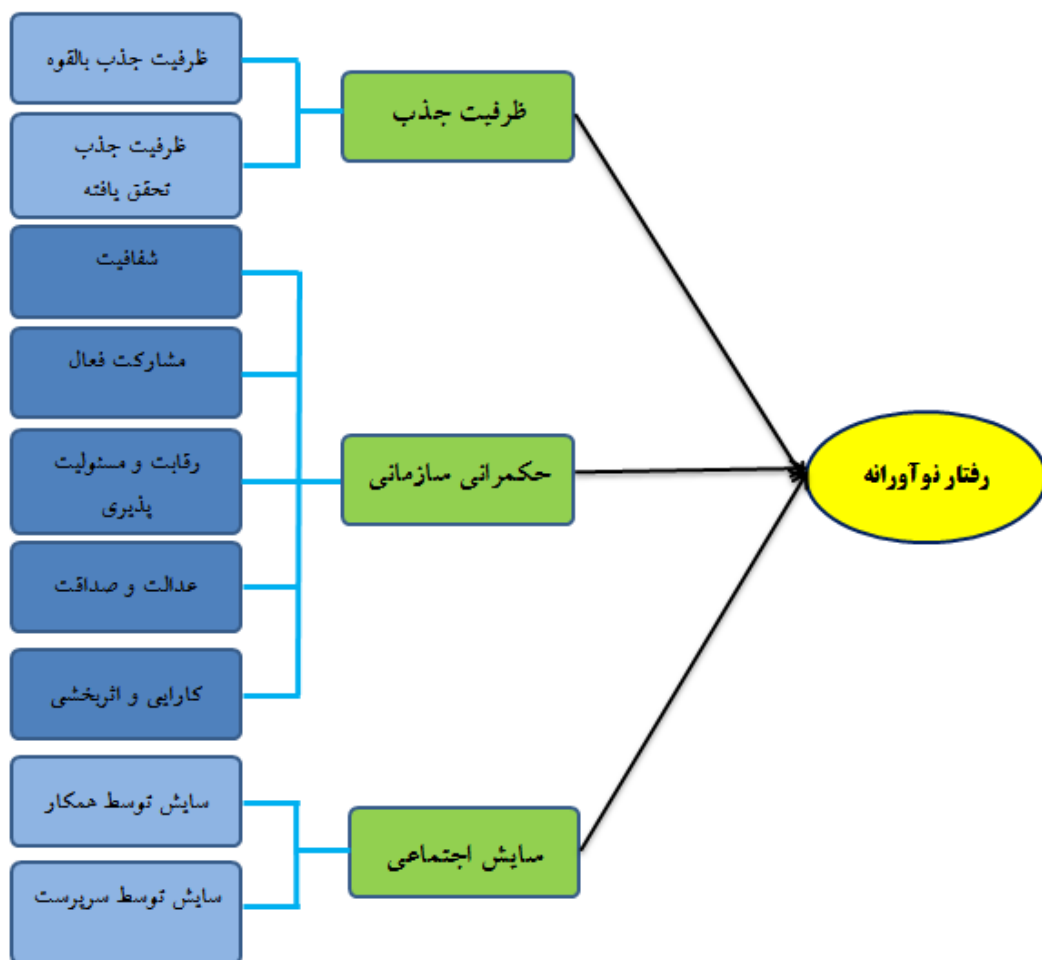 ظرفیت جذب بالقوه
ظرفیت جذب
تحقق یافته
ظرفیت جذب
شفافیت
مشارکت فعال
رقابت و مسئولیت
پذیری
عدالت و صداقت
کارایی و اثربخشی
حکمرانی سازمانی
سایش توسط همکار
سایش توسط سرپرست
سایش اجتماعی
رفتار نوآورانه